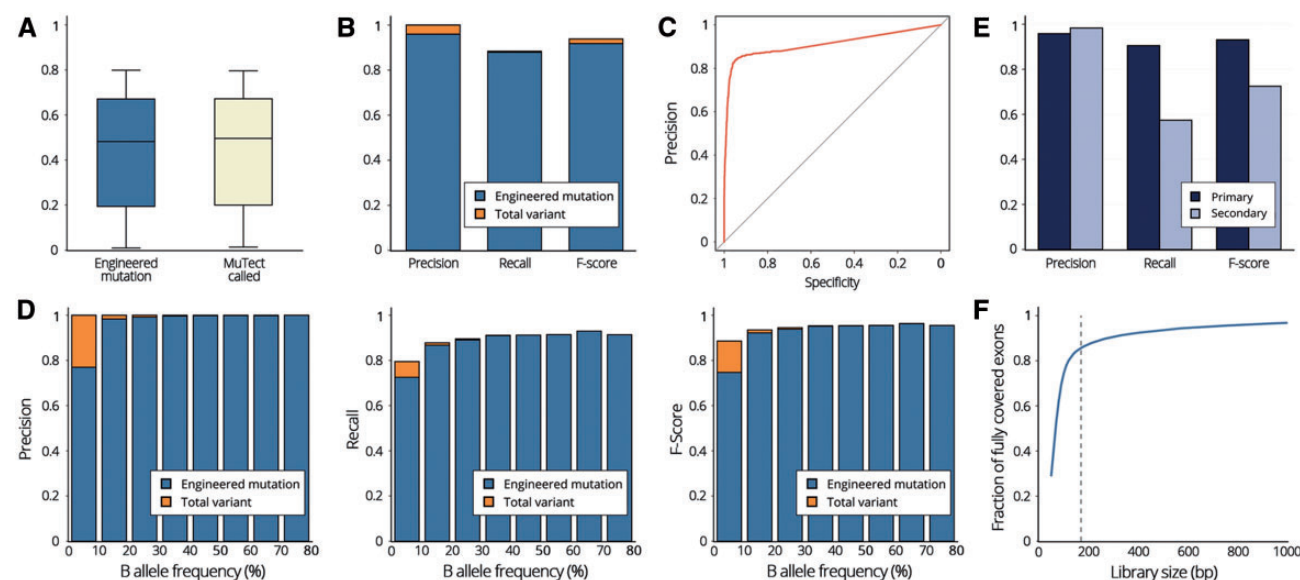 A
1
0.8
0.6
0.4
0.2
0
Engineered
mutation
MuTect
called
B
1
0.8
0.6
0.4
0.2
0
Engineered mutation
Total variant
Precision
Recall
F-score
C
Precision
1
0.8
0.6
0.4
0.2
0
1
0.8
0.6
0.4
0.2
0
Specificity
E
1
0.8
0.6
0.4
0.2
0
Primary
Secondary
Precision
Recall
F-score
D
Precision
1
0.8
0.6
0.4
0.2
0
Engineered mutation
Total variant
0 10 20 30 40 50 60 70 80
B allele frequency (%)
Recall
1
0.8
0.6
0.4
0.2
0
Engineered mutation
Total variant
0 10 20 30 40 50 60 70 80
B allele frequency (%)
F-Score
1
0.8
0.6
0.4
0.2
0
Engineered mutation
Total variant
0 10 20 30 40 50 60 70 80
B allele frequency (%)
F
Fraction of fully covered exons
1
0.8
0.6
0.4
0.2
0
0 200 400 600 800 1000
Library size (bp)